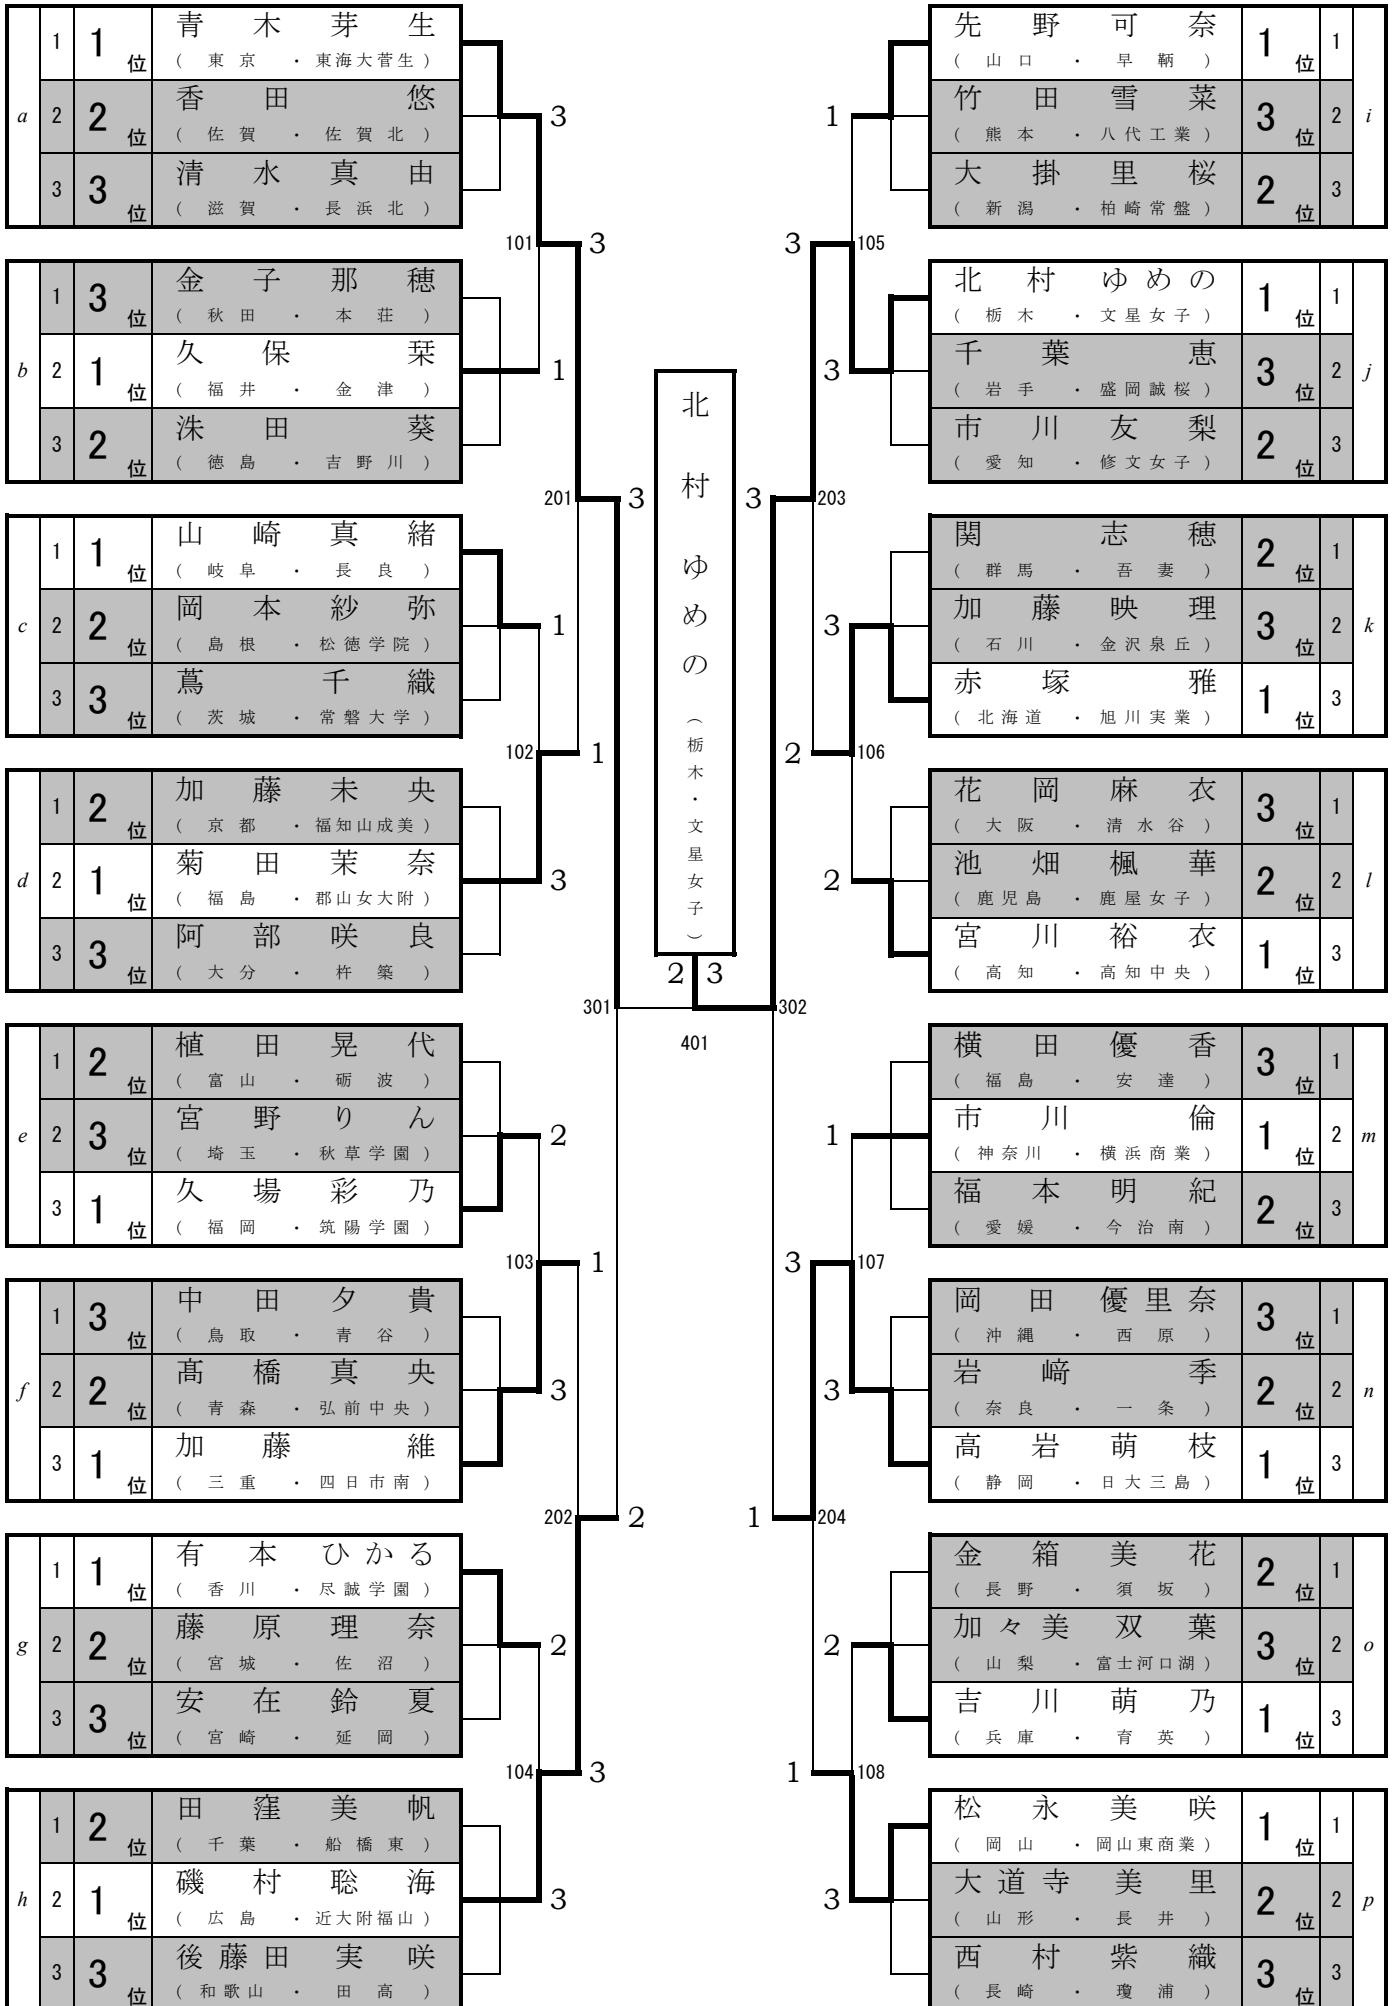 a
1 1位 青木芽生
(東京・東海大菅生)
2 2位 香田悠
(佐賀・佐賀北)
3 3位 清水真由
(滋賀・長浜北)
b
1 3位 金子那穂
(秋田・本荘)
2 1位 久保栞
(福井・金津)
3 2位 洙田葵
(徳島・吉野川)
c
1 1位 山崎真緒
(岐阜・長良)
2 2位 岡本紗弥
(島根・松徳学院)
3 3位 蔦千織
(茨城・常磐大学)
d
1 2位 加藤未央
(京都・福知山成美)
2 1位 菊田茉奈
(福島・郡山女大附)
3 3位 阿部咲良
(大分・杵築)
e
1 2位 植田晃代
(富山・砺波)
2 3位 宮野りん
(埼玉・秋草学園)
3 1位 久場彩乃
(福岡・筑陽学園)
f
1 3位 中田夕貴
(鳥取・青谷)
2 2位 髙橋真央
(青森・弘前中央)
3 1位 加藤維
(三重・四日市南)
g
1 1位 有本ひかる
(香川・尽誠学園)
2 2位 藤原理奈
(宮城・佐沼)
3 3位 安在鈴夏
(宮崎・延岡)
h
1 2位 田窪美帆
(千葉・船橋東)
2 1位 磯村聡海
(広島・近大附福山)
3 3位 後藤田実咲
(和歌山・田高)
3
101 3
1
201 3
1
102 1
3
301
2
103 1
3
202 2
2
104 3
3
北村ゆめの(栃木・文星女子)
2 3
401
1
3 105
3
3 203
3
2 106
2
302
1
3 107
3
1 204
2
1 108
3
先野可奈 1位 1
(山口・早鞆)
竹田雪菜 3位 2
(熊本・八代工業)
大掛里桜 2位 3
(新潟・柏崎常盤)
i
北村ゆめの 1位 1
(栃木・文星女子)
千葉恵 3位 2
(岩手・盛岡誠桜)
市川友梨 2位 3
(愛知・修文女子)
j
関志穂 2位 1
(群馬・吾妻)
加藤映理 3位 2
(石川・金沢泉丘)
赤塚雅 1位 3
(北海道・旭川実業)
k
花岡麻衣 3位 1
(大阪・清水谷)
池畑楓華 2位 2
(鹿児島・鹿屋女子)
宮川裕衣 1位 3
(高知・高知中央)
l
横田優香 3位 1
(福島・安達)
市川倫 1位 2
(神奈川・横浜商業)
福本明紀 2位 3
(愛媛・今治南)
m
岡田優里奈 3位 1
(沖縄・西原)
岩﨑季 2位 2
(奈良・一条)
高岩萌枝 1位 3
(静岡・日大三島)
n
金箱美花 2位 1
(長野・須坂)
加々美双葉 3位 2
(山梨・富士河口湖)
吉川萌乃 1位 3
(兵庫・育英)
o
松永美咲 1位 1
(岡山・岡山東商業)
大道寺美里 2位 2
(山形・長井)
西村紫織 3位 3
(長崎・瓊浦)
p